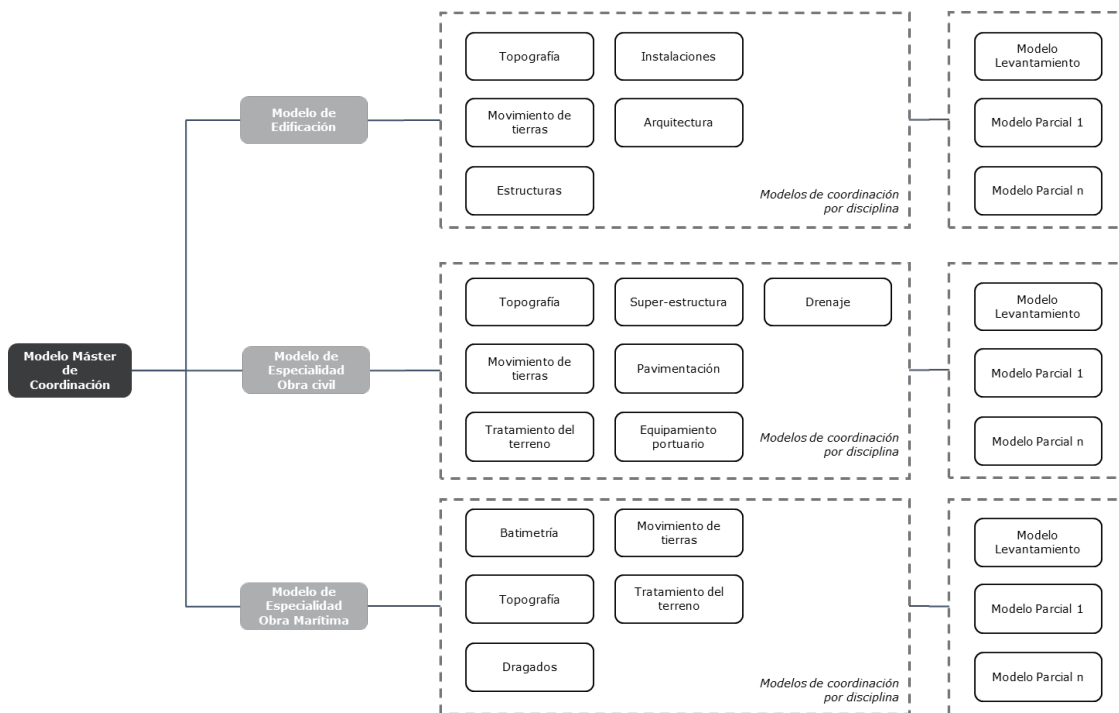 Modelo Máster
de
Coordinación
Modelo de
Edificación
Topografía
Instalaciones
Movimiento de
tierras
Arquitectura
Estructuras
Modelos de coordinación
por disciplina
Modelo
Levantamiento
Modelo Parcial 1
Modelo Parcial n
Modelo de
Especialidad
Obra civil
Topografía
Super-estructura
Drenaje
Movimiento de
tierras
Pavimentación
Tratamiento del
terreno
Equipamiento
portuario
Modelos de coordinación
por disciplina
Modelo
Levantamiento
Modelo Parcial 1
Modelo Parcial n
Modelo de
Especialidad
Obra Marítima
Batimetría
Movimiento de
tierras
Topografía
Tratamiento del
terreno
Dragados
Modelos de coordinación
por disciplina
Modelo
Levantamiento
Modelo Parcial 1
Modelo Parcial n